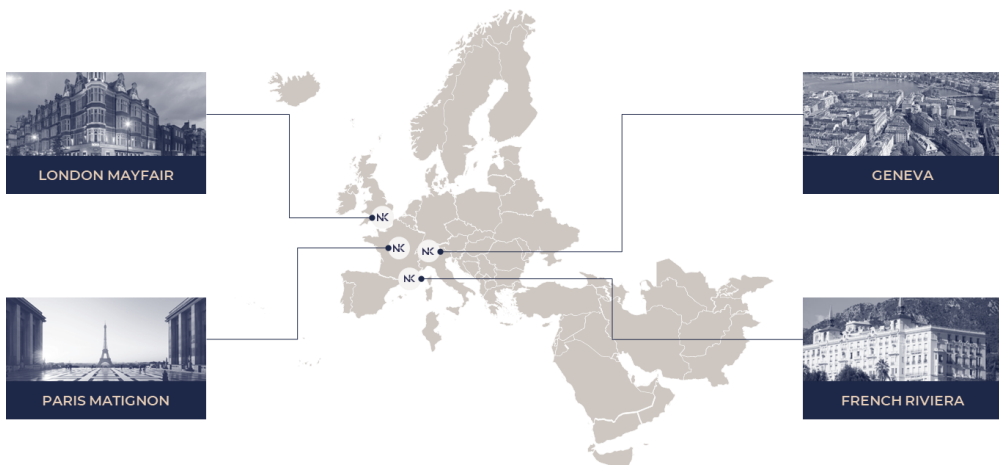 LONDON MAYFAIR
GENEVA
NK
NK
NK
NK
PARIS MATIGNON
FRENCH RIVIERA